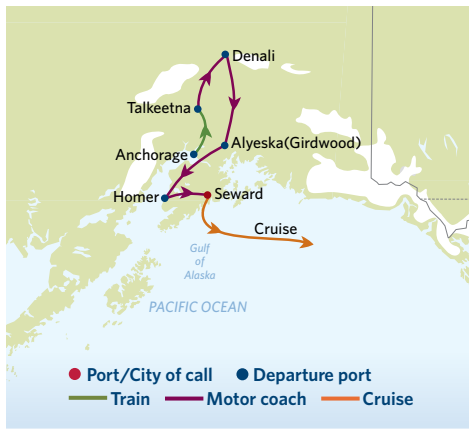 Denali
Talkeetna
Alyeska(Girdwood)
Anchorage
Homer
Seward
Cruise
Gulf
of
Alaska
PACIFIC OCEAN
Port/City of call
Departure port
Train
Motor coach
Cruise